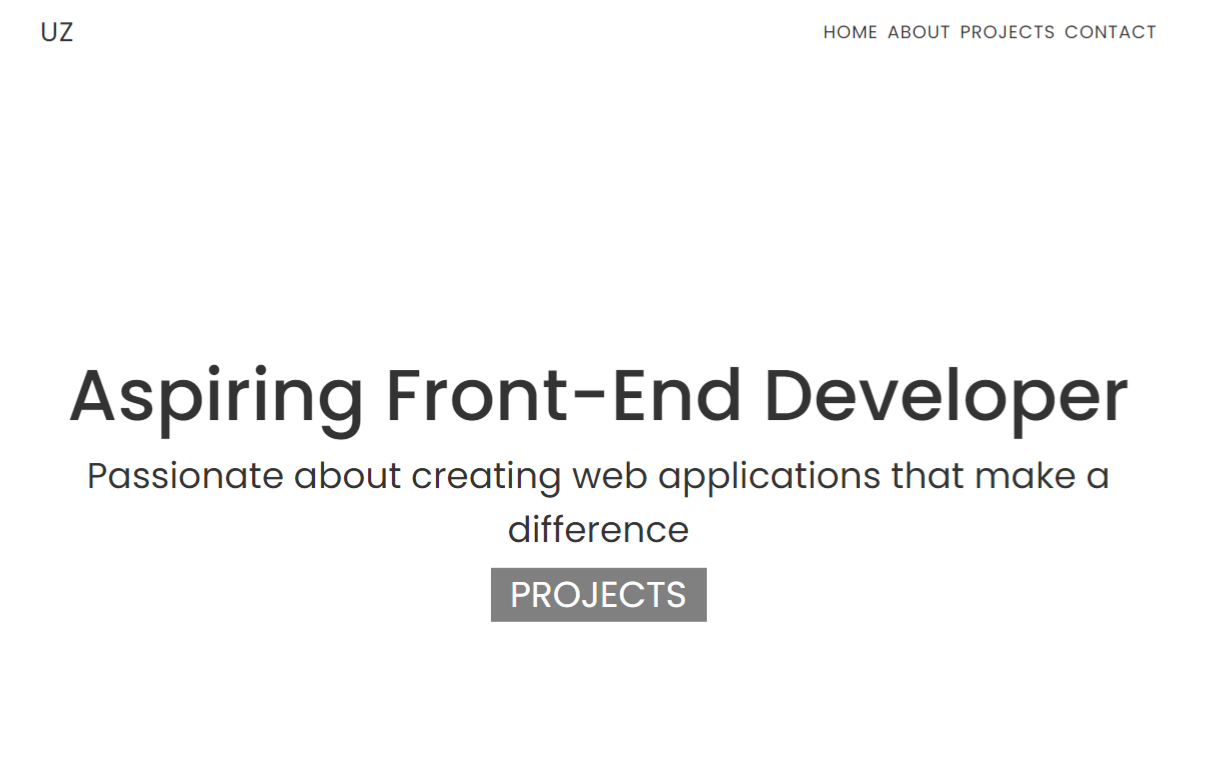 UZ
HOME ABOUT PROJECTS CONTACT
Aspiring Front-End Developer
Passionate about creating web applications that make a
difference
PROJECTS